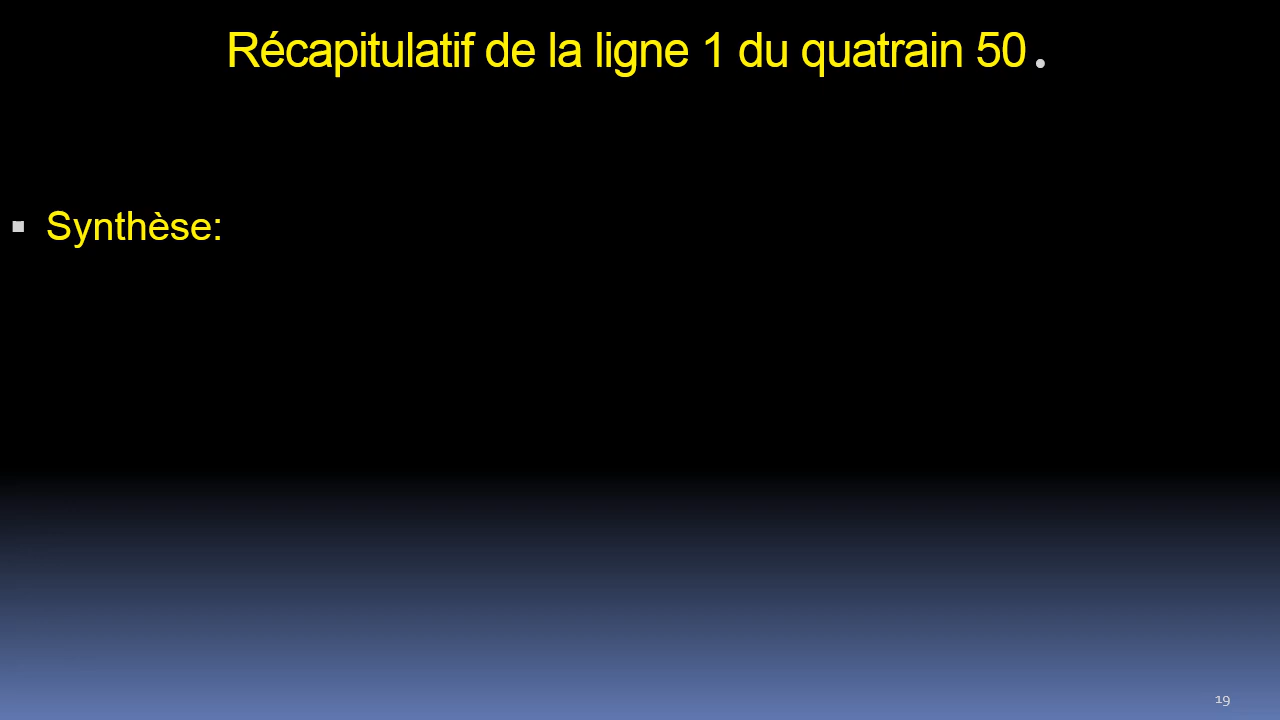 Récapitulatif de la ligne 1 du quatrain 50.
▪ Synthèse:
19